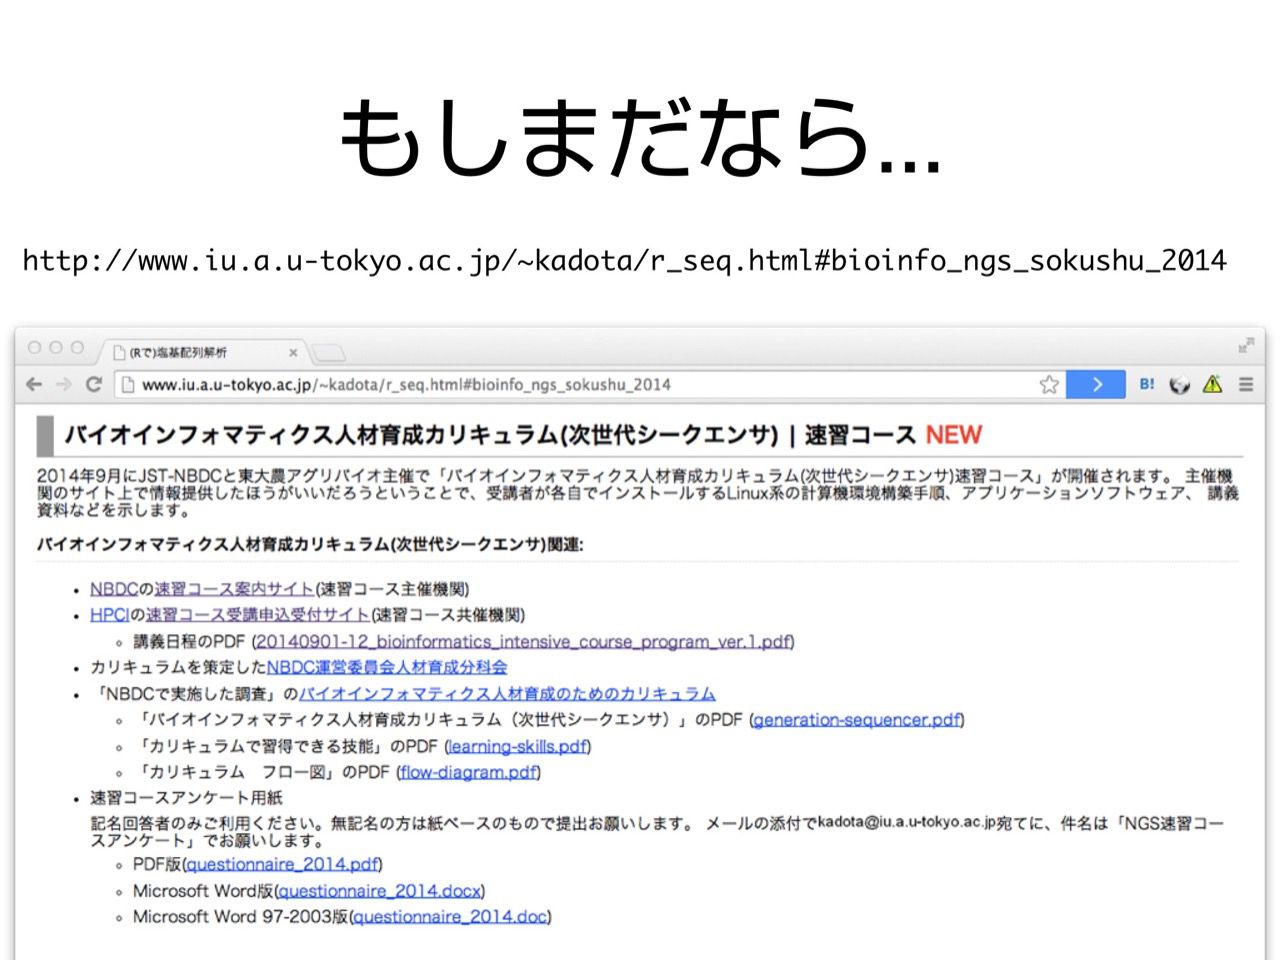 もしまだなら...
http://www.iu.a.u-tokyo.ac.jp/~kadota/r_seq.html#bioinfo_ngs_sokushu_2014
(Rで)塩基配列解析
www.iu.a.u-tokyo.ac.jp/~kadota/r_seq.html#bioinfo_ngs_sokushu_2014
B!
バイオインフォマティクス人材育成カリキュラム(次世代シークエンサ) | 速習コース NEW
2014年9月にJST-NBDCと東大農アグリバイオ主催で「バイオインフォマティクス人材育成カリキュラム(次世代シークエンサ)速習コース」が開催されます。 主催機
関のサイト上で情報提供したほうがいいだろうということで、受講者が各自でインストールするLinux系の計算機環境構築手順、アプリケーションソフトウェア、 講義
資料などを示します。
バイオインフォマティクス人材育成カリキュラム(次世代シークエンサ)関連:
• NBDCの速習コース案内サイト(速習コース主催機関)
• HPCIの速習コース受講申込受付サイト(速習コース共催機関)
◦ 講義日程のPDF (20140901-12_bioinformatics_intensive_course_program_ver.1.pdf)
• カリキュラムを策定したNBDC運営委員会人材育成分科会
• 「NBDCで実施した調査」のバイオインフォマティクス人材育成のためのカリキュラム
◦ 「バイオインフォマティクス人材育成カリキュラム（次世代シークエンサ）」のPDF (generation-sequencer.pdf)
◦ 「カリキュラムで習得できる技能」のPDF (learning-skills.pdf)
◦ 「カリキュラム　フロー図」のPDF (flow-diagram.pdf)
• 速習コースアンケート用紙
記名回答者のみご利用ください。無記名の方は紙ベースのもので提出お願いします。 メールの添付でkadota@iu.a.u-tokyo.ac.jp宛てに、件名は「NGS速習コー
スアンケート」でお願いします。
◦ PDF版(questionnaire_2014.pdf)
◦ Microsoft Word版(questionnaire_2014.docx)
◦ Microsoft Word 97-2003版(questionnaire_2014.doc)